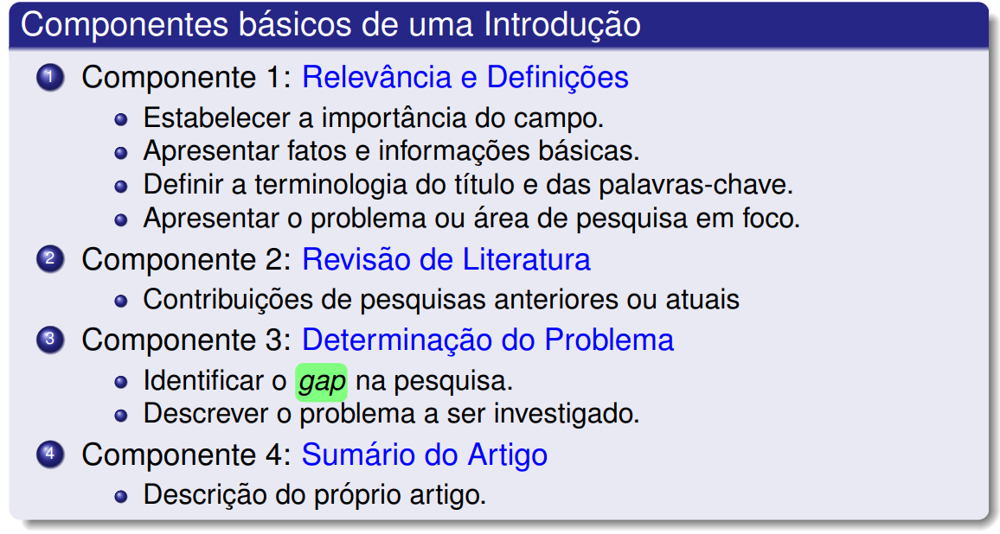 Componentes básicos de uma Introdução
1 Componente 1: Relevância e Definições
Estabelecer a importância do campo.
Apresentar fatos e informações básicas.
Definir a terminologia do título e das palavras-chave.
Apresentar o problema ou área de pesquisa em foco.
2 Componente 2: Revisão de Literatura
Contribuições de pesquisas anteriores ou atuais
3 Componente 3: Determinação do Problema
Identificar o gap na pesquisa.
Descrever o problema a ser investigado.
4 Componente 4: Sumário do Artigo
Descrição do próprio artigo.